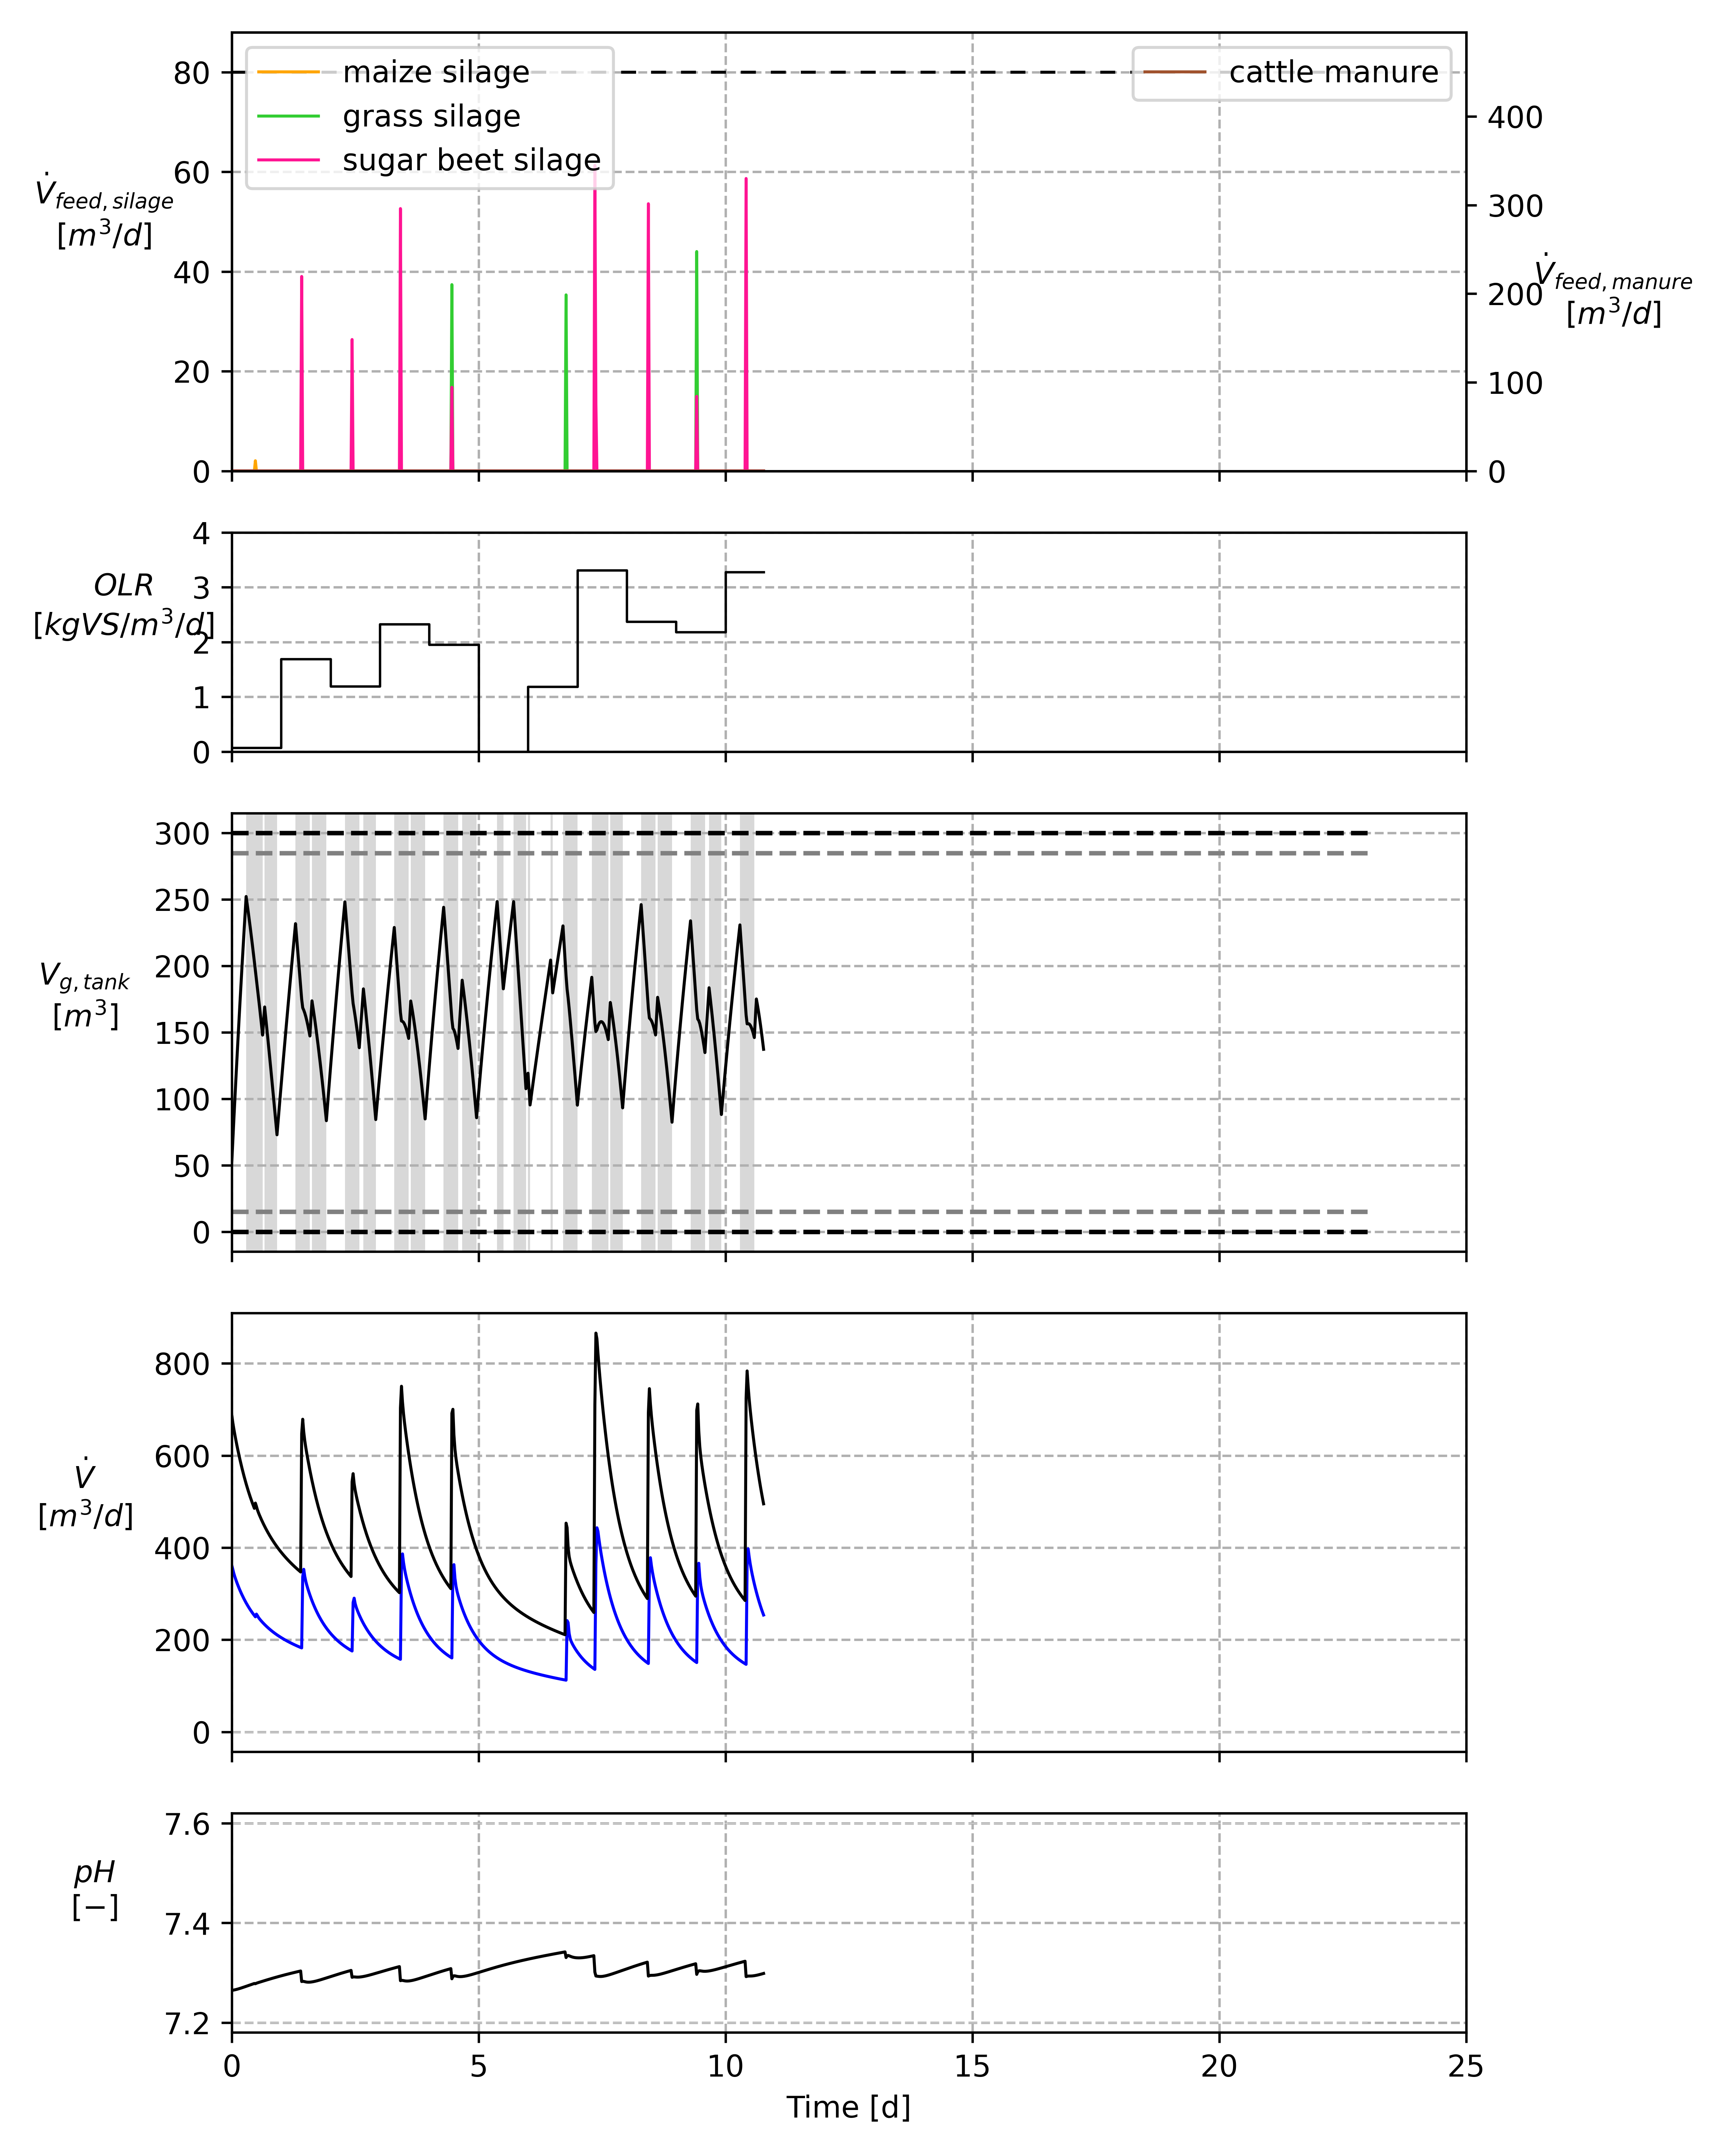 maize silage
grass silage
sugar beet silage
cattle manure
80
60
40
20
0
V̇feed, silage
[m³/d]
400
300
200
100
0
V̇feed, manure
[m³/d]
OLR
[kgVS/m³/d]
4
3
2
1
0
Vg, tank
[m³]
300
250
200
150
100
50
0
V̇
[m³/d]
800
600
400
200
0
pH
[−]
7.6
7.4
7.2
0 5 10 15 20 25
Time [d]